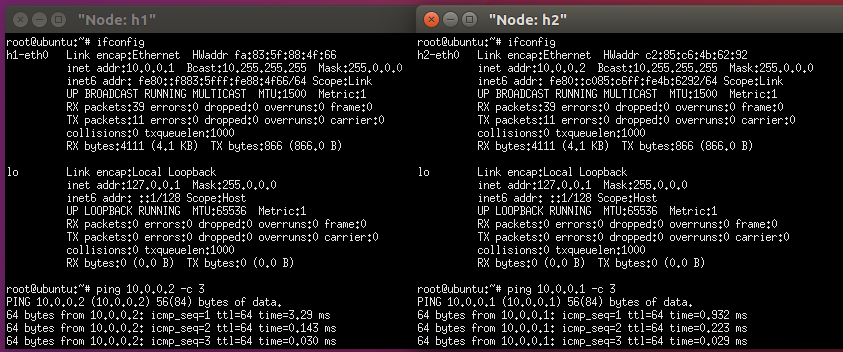 "Node: h1"
root@ubuntu:~# ifconfig
h1-eth0 Link encap:Ethernet HWaddr fa:83:5f:88:4f:66
inet addr:10.0.0.1 Bcast:10.255.255.255 Mask:255.0.0.0
inet6 addr: fe80::f883:5fff:fe88:4f66/64 Scope:Link
UP BROADCAST RUNNING MULTICAST MTU:1500 Metric:1
RX packets:39 errors:0 dropped:0 overruns:0 frame:0
TX packets:11 errors:0 dropped:0 overruns:0 carrier:0
collisions:0 txqueuelen:1000
RX bytes:4111 (4.1 KB) TX bytes:866 (866.0 B)
lo Link encap:Local Loopback
inet addr:127.0.0.1 Mask:255.0.0.0
inet6 addr: ::1/128 Scope:Host
UP LOOPBACK RUNNING MTU:65536 Metric:1
RX packets:0 errors:0 dropped:0 overruns:0 frame:0
TX packets:0 errors:0 dropped:0 overruns:0 carrier:0
collisions:0 txqueuelen:1000
RX bytes:0 (0.0 B) TX bytes:0 (0.0 B)
root@ubuntu:~# ping 10.0.0.2 -c 3
PING 10.0.0.2 (10.0.0.2) 56(84) bytes of data.
64 bytes from 10.0.0.2: icmp_seq=1 ttl=64 time=3.29 ms
64 bytes from 10.0.0.2: icmp_seq=2 ttl=64 time=0.143 ms
64 bytes from 10.0.0.2: icmp_seq=3 ttl=64 time=0.030 ms
"Node: h2"
root@ubuntu:~# ifconfig
h2-eth0 Link encap:Ethernet HWaddr c2:85:c6:4b:62:92
inet addr:10.0.0.2 Bcast:10.255.255.255 Mask:255.0.0.0
inet6 addr: fe80::c085:c6ff:fe4b:6292/64 Scope:Link
UP BROADCAST RUNNING MULTICAST MTU:1500 Metric:1
RX packets:39 errors:0 dropped:0 overruns:0 frame:0
TX packets:11 errors:0 dropped:0 overruns:0 carrier:0
collisions:0 txqueuelen:1000
RX bytes:4111 (4.1 KB) TX bytes:866 (866.0 B)
lo Link encap:Local Loopback
inet addr:127.0.0.1 Mask:255.0.0.0
inet6 addr: ::1/128 Scope:Host
UP LOOPBACK RUNNING MTU:65536 Metric:1
RX packets:0 errors:0 dropped:0 overruns:0 frame:0
TX packets:0 errors:0 dropped:0 overruns:0 carrier:0
collisions:0 txqueuelen:1000
RX bytes:0 (0.0 B) TX bytes:0 (0.0 B)
root@ubuntu:~# ping 10.0.0.1 -c 3
PING 10.0.0.1 (10.0.0.1) 56(84) bytes of data.
64 bytes from 10.0.0.1: icmp_seq=1 ttl=64 time=0.932 ms
64 bytes from 10.0.0.1: icmp_seq=2 ttl=64 time=0.223 ms
64 bytes from 10.0.0.1: icmp_seq=3 ttl=64 time=0.029 ms